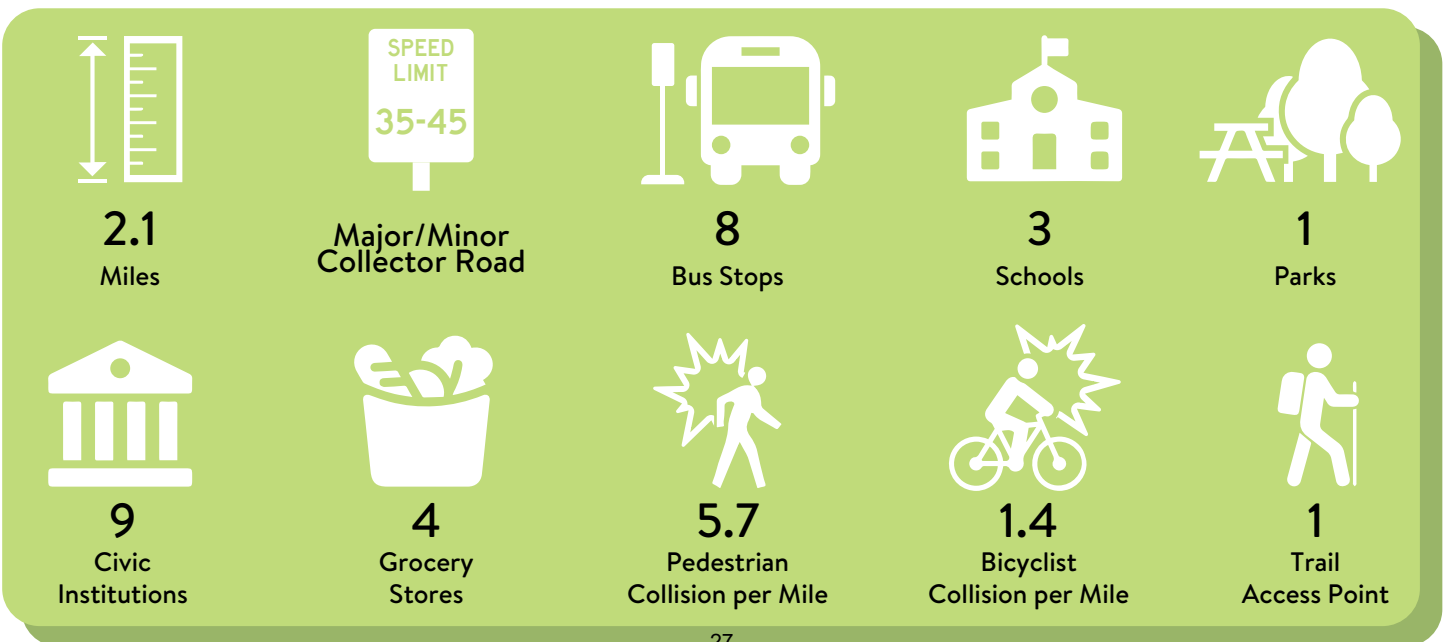 SPEED
LIMIT
35-45
2.1
Miles
Major/Minor
Collector Road
8
Bus Stops
3
Schools
1
Parks
9
Civic
Institutions
4
Grocery
Stores
5.7
Pedestrian
Collision per Mile
1.4
Bicyclist
Collision per Mile
1
Trail
Access Point
27